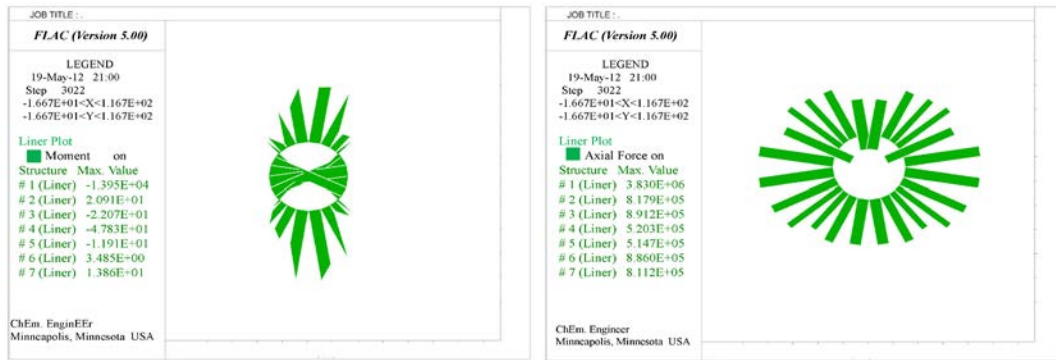 JOB TITLE : .
FLAC (Version 5.00)
LEGEND
19-May-12 21:00
Step 3022
-1.667E+01<X<1.167E+02
-1.667E+01<Y<1.167E+02
Liner Plot
Moment on
Structure Max. Value
# 1 (Liner) -1.395E+04
# 2 (Liner) 2.091E+01
# 3 (Liner) -2.207E+01
# 4 (Liner) -4.783E+01
# 5 (Liner) -1.191E+01
# 6 (Liner) 3.485E+00
# 7 (Liner) 1.386E+01
ChEm. EnginEEr
Minneapolis, Minnesota USA
JOB TITLE : .
FLAC (Version 5.00)
LEGEND
19-May-12 21:00
Step 3022
-1.667E+01<X<1.167E+02
-1.667E+01<Y<1.167E+02
Liner Plot
Axial Force on
Structure Max. Value
# 1 (Liner) 3.830E+06
# 2 (Liner) 8.179E+05
# 3 (Liner) 8.912E+05
# 4 (Liner) 5.203E+05
# 5 (Liner) 5.147E+05
# 6 (Liner) 8.860E+05
# 7 (Liner) 8.112E+05
ChEm. Engineer
Minneapolis, Minnesota USA